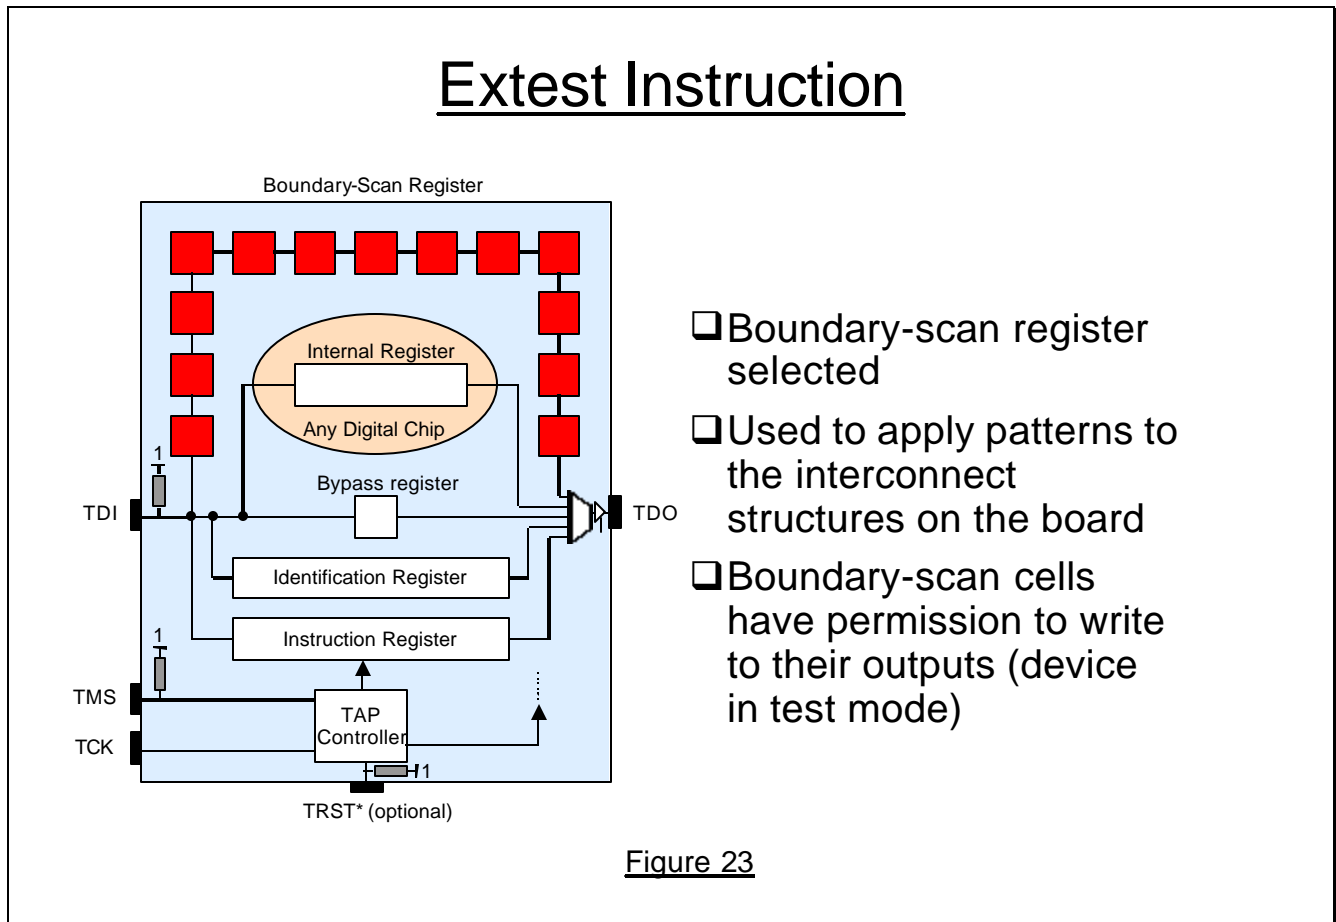 Extest Instruction
Boundary-Scan Register
Internal Register
Any Digital Chip
1
Bypass register
TDI
TDO
Identification Register
1
Instruction Register
TMS
TAP
Controller
TCK
1
TRST* (optional)
❑Boundary-scan register
selected
❑Used to apply patterns to
the interconnect
structures on the board
❑Boundary-scan cells
have permission to write
to their outputs (device
in test mode)
Figure 23